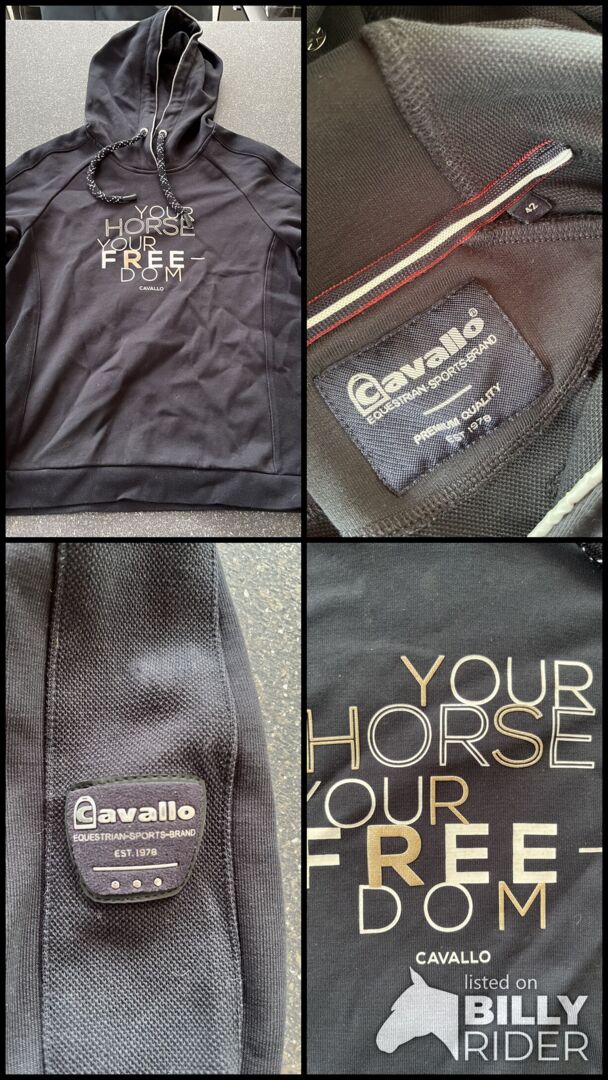 YOUR
HORSE
YOUR
FREE-
DOM
CAVALLO
42
Cavallo®
EQUESTRIAN-SPORTS-BRAND
PREMIUM QUALITY
EST. 1978
Cavallo
EQUESTRIAN-SPORTS-BRAND
EST. 1978
YOUR
HORSE
YOUR
FREE-
DOM
CAVALLO
listed on
BILLY
RIDER